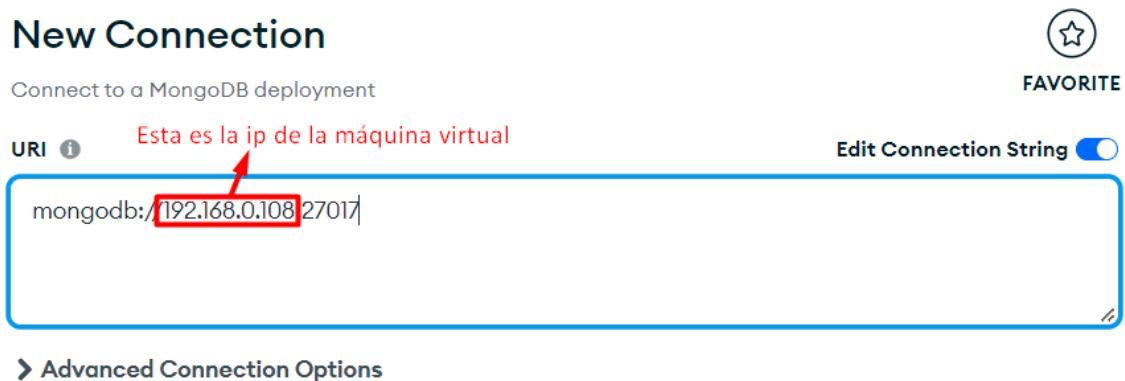 New Connection
FAVORITE
Connect to a MongoDB deployment
Esta es la ip de la máquina virtual
URI
Edit Connection String
mongodb://192.168.0.108:27017
Advanced Connection Options